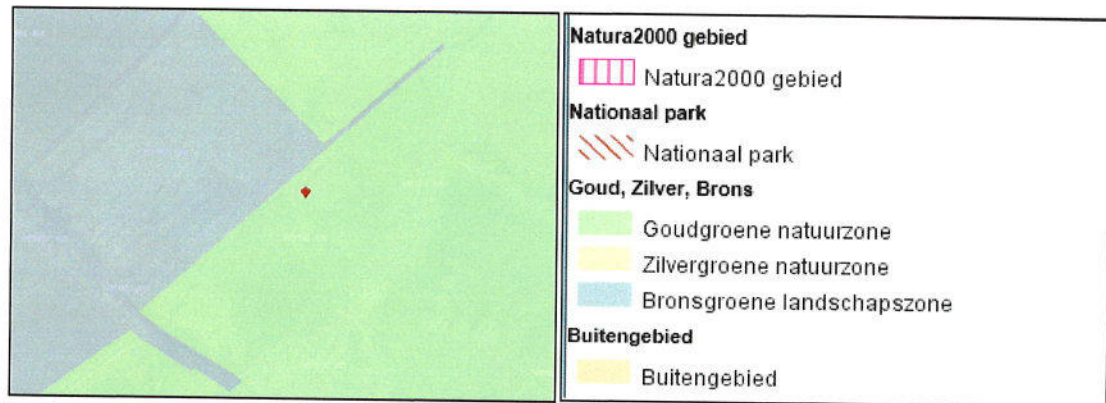 Natura2000 gebied
Natura2000 gebied
Nationaal park
Nationaal park
Goud, Zilver, Brons
Goudgroene natuurzone
Zilvergroene natuurzone
Bronsgroene landschapszone
Buitengebied
Buitengebied